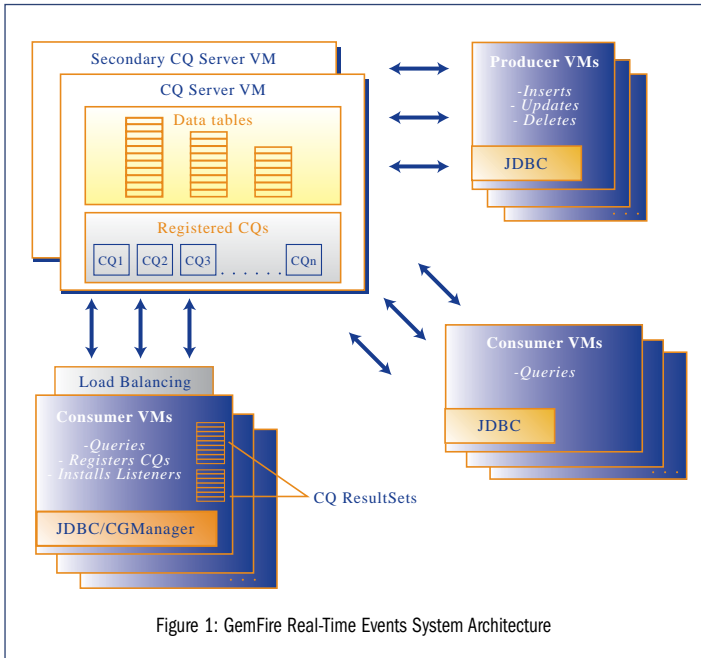 Secondary CQ Server VM
CQ Server VM
Data tables
Registered CQs
CQ1
CQ2
CQ3
. . . . . .
CQn
Producer VMs
-Inserts
- Updates
- Deletes
JDBC
. . .
Consumer VMs
-Queries
JDBC
. . .
Load Balancing
Consumer VMs
-Queries
- Registers CQs
- Installs Listeners
JDBC/CGManager
. . .
CQ ResultSets
Figure 1: GemFire Real-Time Events System Architecture